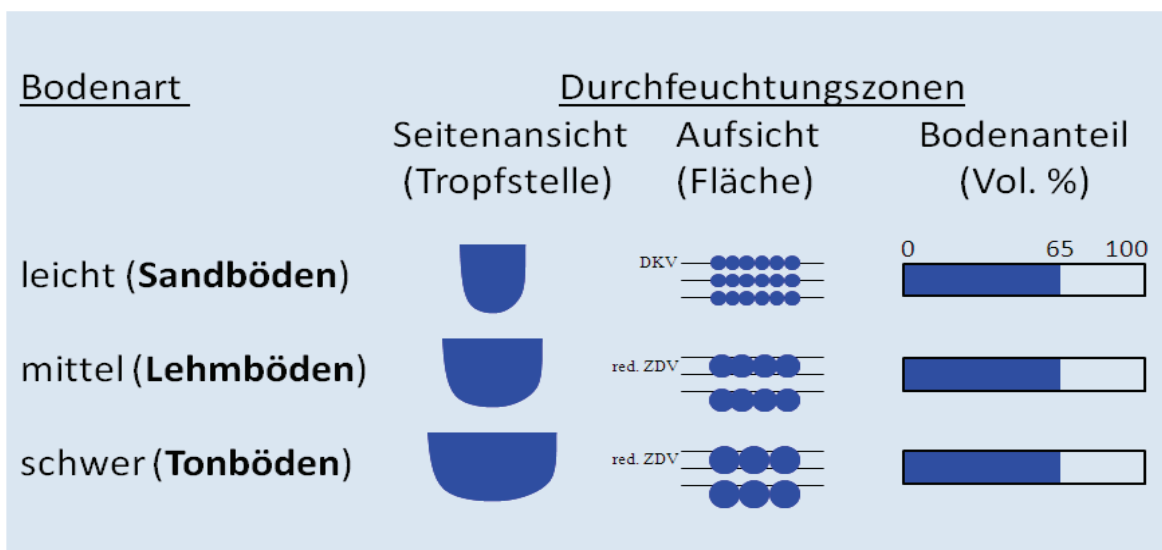 Bodenart Durchfeuchtungszonen
Seitenansicht Aufsicht Bodenanteil
(Tropfstelle) (Fläche) (Vol. %)
0 65 100
leicht (Sandböden) DKV
mittel (Lehmböden) red. ZDV
schwer (Tonböden) red. ZDV